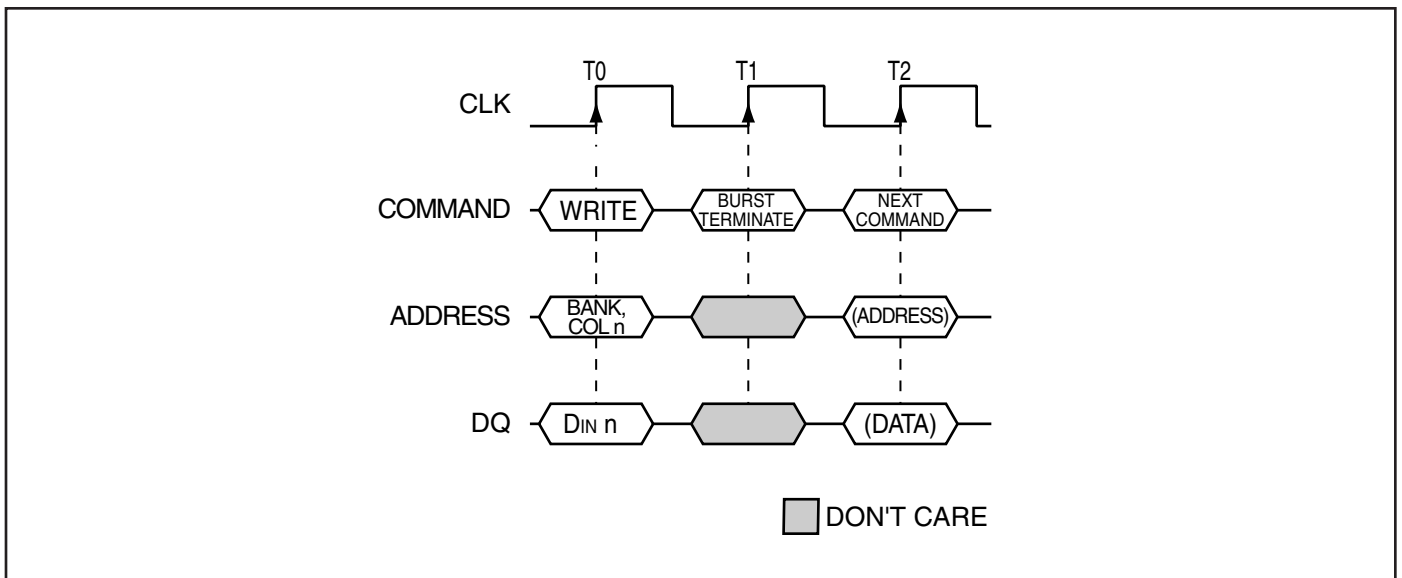 T0 T1 T2
CLK
COMMAND WRITE BURST TERMINATE NEXT COMMAND
ADDRESS BANK, COL n (ADDRESS)
DQ DIN n (DATA)
DON'T CARE